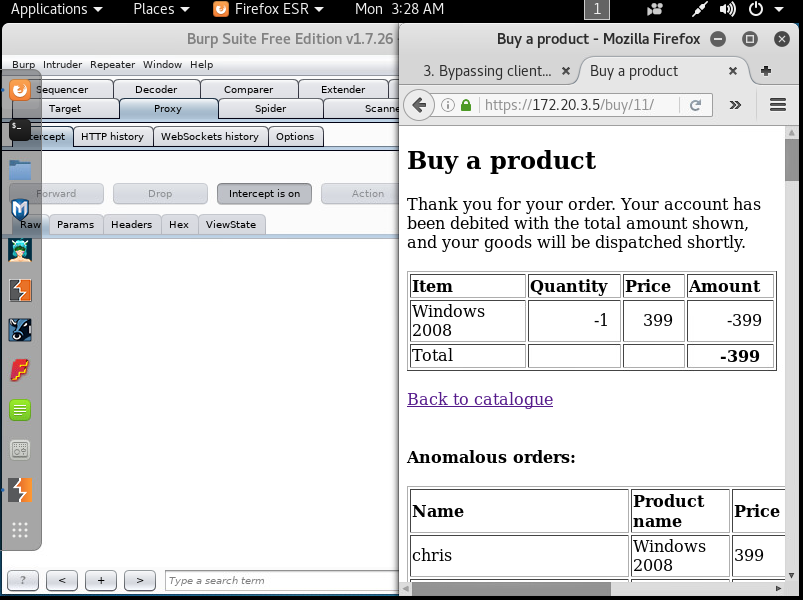 Applications Places Firefox ESR Mon 3:28 AM 1
Burp Suite Free Edition v1.7.26 -
Burp Intruder Repeater Window Help
Sequencer Decoder Comparer Extender
Target Proxy Spider Scanne
tercept HTTP history WebSockets history Options
Forward Drop Intercept is on Action
Raw Params Headers Hex ViewState
? < + > Type a search term
Buy a product - Mozilla Firefox
3. Bypassing client... × Buy a product ×
https://172.20.3.5/buy/11/
Buy a product
Thank you for your order. Your account has
been debited with the total amount shown,
and your goods will be dispatched shortly.
Item Quantity Price Amount
Windows
2008 -1 399 -399
Total -399
Back to catalogue
Anomalous orders:
Name Product
name Price
chris Windows
2008 399